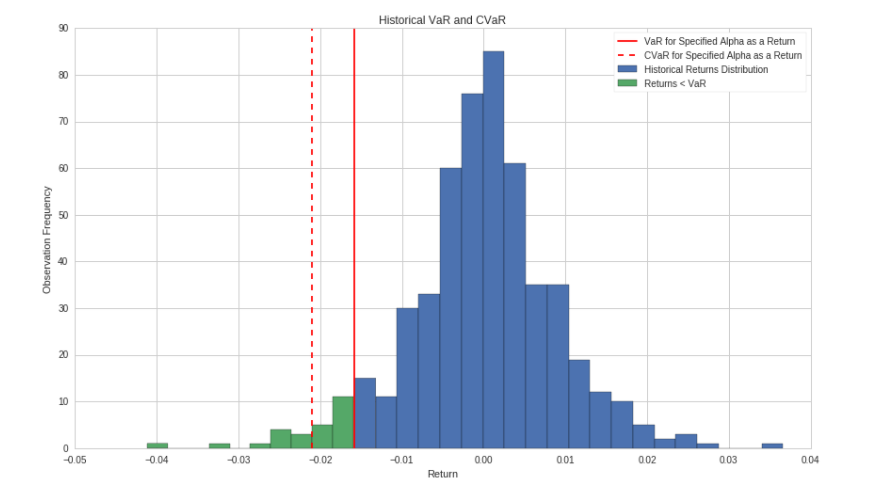 Historical VaR and CVaR
VaR for Specified Alpha as a Return
CVaR for Specified Alpha as a Return
Historical Returns Distribution
Returns < VaR
Observation Frequency
90
80
70
60
50
40
30
20
10
0
−0.05 −0.04 −0.03 −0.02 −0.01 0.00 0.01 0.02 0.03 0.04
Return